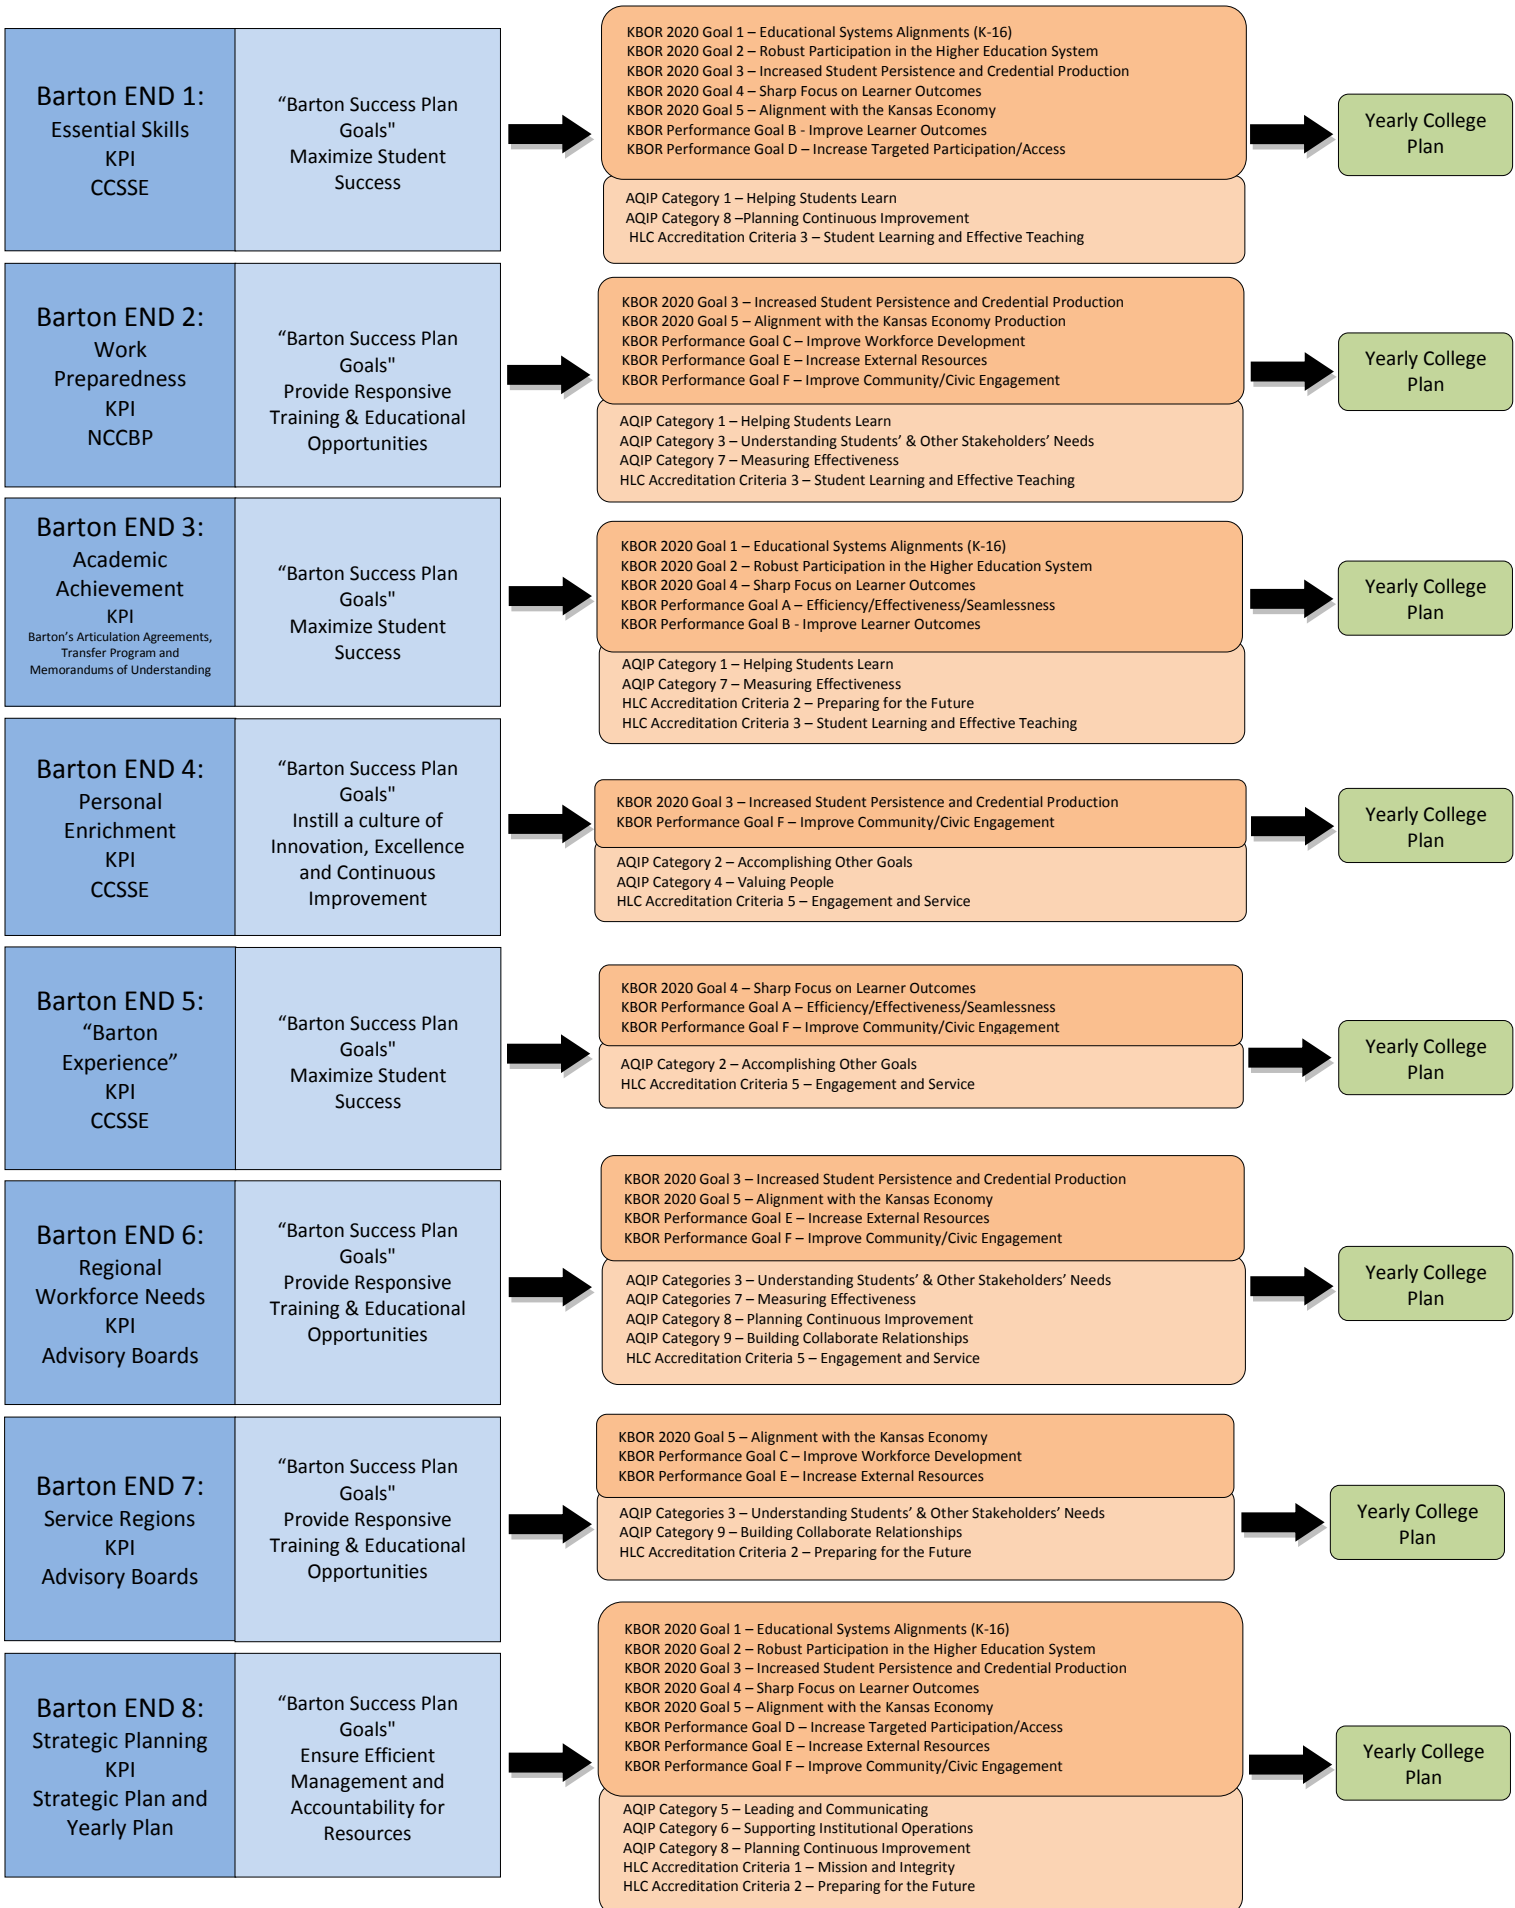 Barton END 1:
Essential Skills
KPI
CCSSE
“Barton Success Plan
Goals"
Maximize Student
Success
KBOR 2020 Goal 1 – Educational Systems Alignments (K-16)
KBOR 2020 Goal 2 – Robust Participation in the Higher Education System
KBOR 2020 Goal 3 – Increased Student Persistence and Credential Production
KBOR 2020 Goal 4 – Sharp Focus on Learner Outcomes
KBOR 2020 Goal 5 – Alignment with the Kansas Economy
KBOR Performance Goal B - Improve Learner Outcomes
KBOR Performance Goal D – Increase Targeted Participation/Access
AQIP Category 1 – Helping Students Learn
AQIP Category 8 –Planning Continuous Improvement
HLC Accreditation Criteria 3 – Student Learning and Effective Teaching
Yearly College
Plan
Barton END 2:
Work
Preparedness
KPI
NCCBP
“Barton Success Plan
Goals"
Provide Responsive
Training & Educational
Opportunities
KBOR 2020 Goal 3 – Increased Student Persistence and Credential Production
KBOR 2020 Goal 5 – Alignment with the Kansas Economy Production
KBOR Performance Goal C – Improve Workforce Development
KBOR Performance Goal E – Increase External Resources
KBOR Performance Goal F – Improve Community/Civic Engagement
AQIP Category 1 – Helping Students Learn
AQIP Category 3 – Understanding Students’ & Other Stakeholders’ Needs
AQIP Category 7 – Measuring Effectiveness
HLC Accreditation Criteria 3 – Student Learning and Effective Teaching
Yearly College
Plan
Barton END 3:
Academic
Achievement
KPI
Barton’s Articulation Agreements,
Transfer Program and
Memorandums of Understanding
“Barton Success Plan
Goals"
Maximize Student
Success
KBOR 2020 Goal 1 – Educational Systems Alignments (K-16)
KBOR 2020 Goal 2 – Robust Participation in the Higher Education System
KBOR 2020 Goal 4 – Sharp Focus on Learner Outcomes
KBOR Performance Goal A – Efficiency/Effectiveness/Seamlessness
KBOR Performance Goal B - Improve Learner Outcomes
AQIP Category 1 – Helping Students Learn
AQIP Category 7 – Measuring Effectiveness
HLC Accreditation Criteria 2 – Preparing for the Future
HLC Accreditation Criteria 3 – Student Learning and Effective Teaching
Yearly College
Plan
Barton END 4:
Personal
Enrichment
KPI
CCSSE
“Barton Success Plan
Goals"
Instill a culture of
Innovation, Excellence
and Continuous
Improvement
KBOR 2020 Goal 3 – Increased Student Persistence and Credential Production
KBOR Performance Goal F – Improve Community/Civic Engagement
AQIP Category 2 – Accomplishing Other Goals
AQIP Category 4 – Valuing People
HLC Accreditation Criteria 5 – Engagement and Service
Yearly College
Plan
Barton END 5:
“Barton
Experience”
KPI
CCSSE
“Barton Success Plan
Goals"
Maximize Student
Success
KBOR 2020 Goal 4 – Sharp Focus on Learner Outcomes
KBOR Performance Goal A – Efficiency/Effectiveness/Seamlessness
KBOR Performance Goal F – Improve Community/Civic Engagement
AQIP Category 2 – Accomplishing Other Goals
HLC Accreditation Criteria 5 – Engagement and Service
Yearly College
Plan
Barton END 6:
Regional
Workforce Needs
KPI
Advisory Boards
“Barton Success Plan
Goals"
Provide Responsive
Training & Educational
Opportunities
KBOR 2020 Goal 3 – Increased Student Persistence and Credential Production
KBOR 2020 Goal 5 – Alignment with the Kansas Economy
KBOR Performance Goal E – Increase External Resources
KBOR Performance Goal F – Improve Community/Civic Engagement
AQIP Categories 3 – Understanding Students’ & Other Stakeholders’ Needs
AQIP Categories 7 – Measuring Effectiveness
AQIP Category 8 – Planning Continuous Improvement
AQIP Category 9 – Building Collaborate Relationships
HLC Accreditation Criteria 5 – Engagement and Service
Yearly College
Plan
Barton END 7:
Service Regions
KPI
Advisory Boards
“Barton Success Plan
Goals"
Provide Responsive
Training & Educational
Opportunities
KBOR 2020 Goal 5 – Alignment with the Kansas Economy
KBOR Performance Goal C – Improve Workforce Development
KBOR Performance Goal E – Increase External Resources
AQIP Categories 3 – Understanding Students’ & Other Stakeholders’ Needs
AQIP Category 9 – Building Collaborate Relationships
HLC Accreditation Criteria 2 – Preparing for the Future
Yearly College
Plan
Barton END 8:
Strategic Planning
KPI
Strategic Plan and
Yearly Plan
“Barton Success Plan
Goals"
Ensure Efficient
Management and
Accountability for
Resources
KBOR 2020 Goal 1 – Educational Systems Alignments (K-16)
KBOR 2020 Goal 2 – Robust Participation in the Higher Education System
KBOR 2020 Goal 3 – Increased Student Persistence and Credential Production
KBOR 2020 Goal 4 – Sharp Focus on Learner Outcomes
KBOR 2020 Goal 5 – Alignment with the Kansas Economy
KBOR Performance Goal D – Increase Targeted Participation/Access
KBOR Performance Goal E – Increase External Resources
KBOR Performance Goal F – Improve Community/Civic Engagement
AQIP Category 5 – Leading and Communicating
AQIP Category 6 – Supporting Institutional Operations
AQIP Category 8 – Planning Continuous Improvement
HLC Accreditation Criteria 1 – Mission and Integrity
HLC Accreditation Criteria 2 – Preparing for the Future
Yearly College
Plan